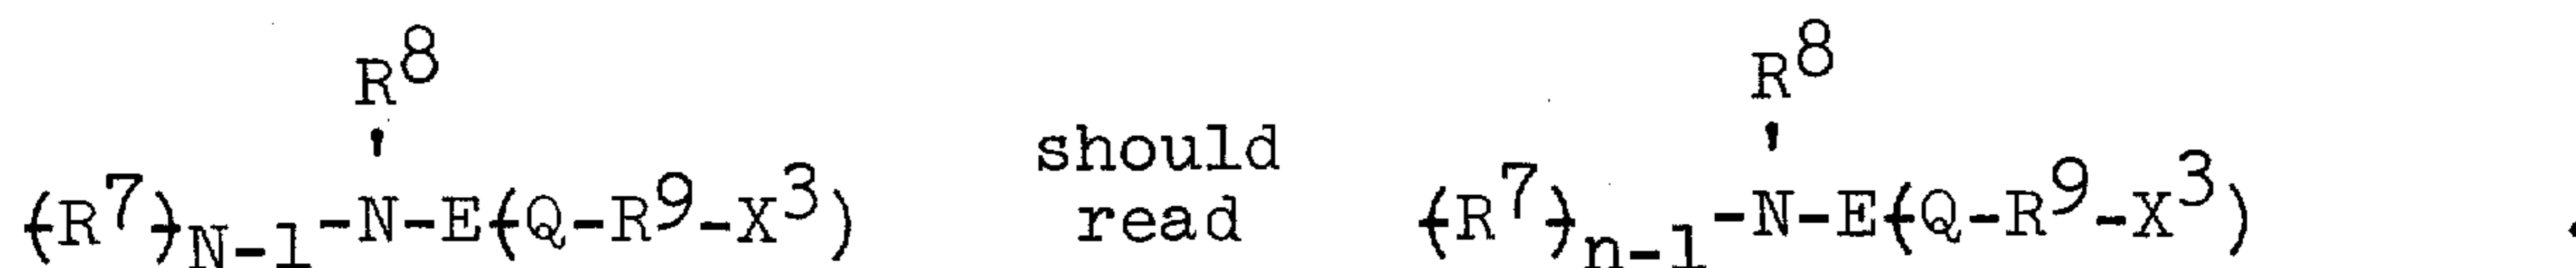 R⁸ R⁸
' should '
(R⁷)N-1-N-E(Q-R⁹-X³) read (R⁷)n-1-N-E(Q-R⁹-X³) .